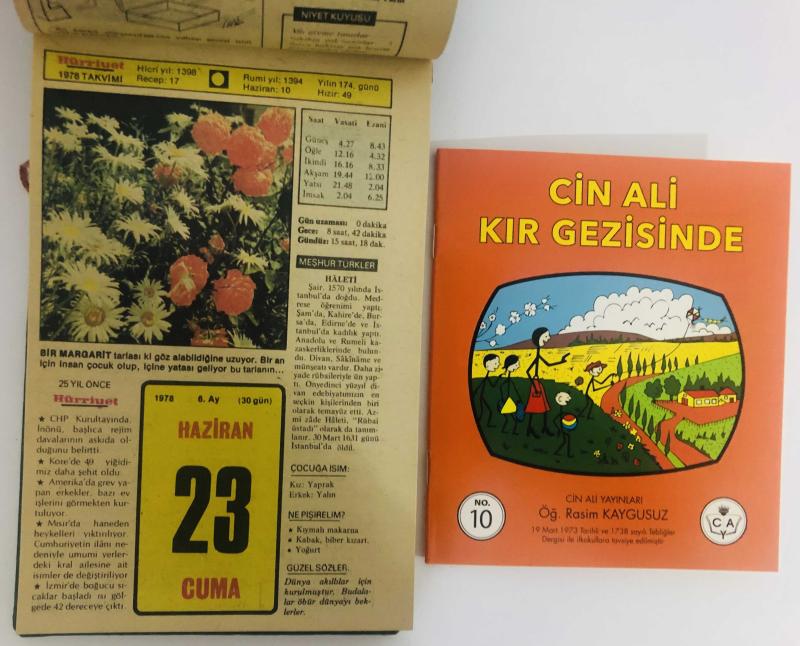 NİYET KUYUSU
Hürriyet
1978 TAKVİMİ
Hicri yıl: 1398
Recep: 17
Rumi yıl: 1394
Haziran: 10
Yılın 174. günü
Hızır: 49
Saat Vasati Ezani
Güneş 4.27 8.43
Öğle 12.16 4.32
İkindi 16.16 8.33
Akşam 19.44 12.00
Yatsı 21.48 2.04
İmsak 2.04 6.25
Gün uzaması: 0 dakika
Gece: 8 saat, 42 dakika
Gündüz: 15 saat, 18 dak.
MEŞHUR TÜRKLER
HÂLETİ
Şair. 1570 yılında İs-
tanbul'da doğdu. Med-
rese öğrenimi yaptı.
Şam'da, Kahire'de, Bur-
sa'da, Edirne'de ve İs-
tanbul'da kadılık yaptı.
Anadolu ve Rumeli ka-
zaskerliklerinde bulun-
du. Divan, Sâkîname ve
münşeatı vardır. Daha zi-
yade rübaileriyle ün yap-
tı. Onyedinci yüzyıl di-
van edebiyatımızın en
seçkin kişilerinden biri
olarak temayüz etti. Az-
mi zâde Hâleti, "Rübai
üstadı" olarak da tanım-
lanır. 30 Mart 1631 günü
İstanbul'da öldü.
ÇOCUĞA İSİM:
Kız: Yaprak
Erkek: Yalın
NE PİŞİRELİM?
★ Kıymalı makarna
★ Kabak, biber kızart.
★ Yoğurt
GÜZEL SÖZLER:
Dünya akıllılar için
kurulmuştur. Budala-
lar öbür dünyayı bek-
lerler.
BİR MARGARİT tarlası ki göz alabildiğine uzuyor. Bir an
için insan çocuk olup, içine yatası geliyor bu tarlanın...
25 YIL ÖNCE
Hürriyet
★ CHP Kurultayında
İnönü, başlıca rejim
davalarının askıda ol-
duğunu belirtti.
★ Kore'de 49 yiğidi-
miz daha şehit oldu.
★ Amerika'da grev ya-
pan erkekler, bazı ev
işlerini görmekten kur-
tuluyor.
★ Mısır'da haneden
heykelleri yıktırılıyor.
Cumhuriyetin ilânı ne-
deniyle umumi yerler-
deki kral ailesine ait
isimler de değiştiriliyor
★ İzmir'de boğucu sı-
caklar başladı ısı göl-
gede 42 dereceye çıktı.
1978 6. Ay (30 gün)
HAZİRAN
23
CUMA
CİN ALİ
KIR GEZİSİNDE
NO.
10
CİN ALİ YAYINLARI
Öğ. Rasim KAYGUSUZ
19 Mart 1973 Tarihli ve 1738 sayılı Tebliğler
Dergisi ile ilkokullara tavsiye edilmiştir
C A
Y